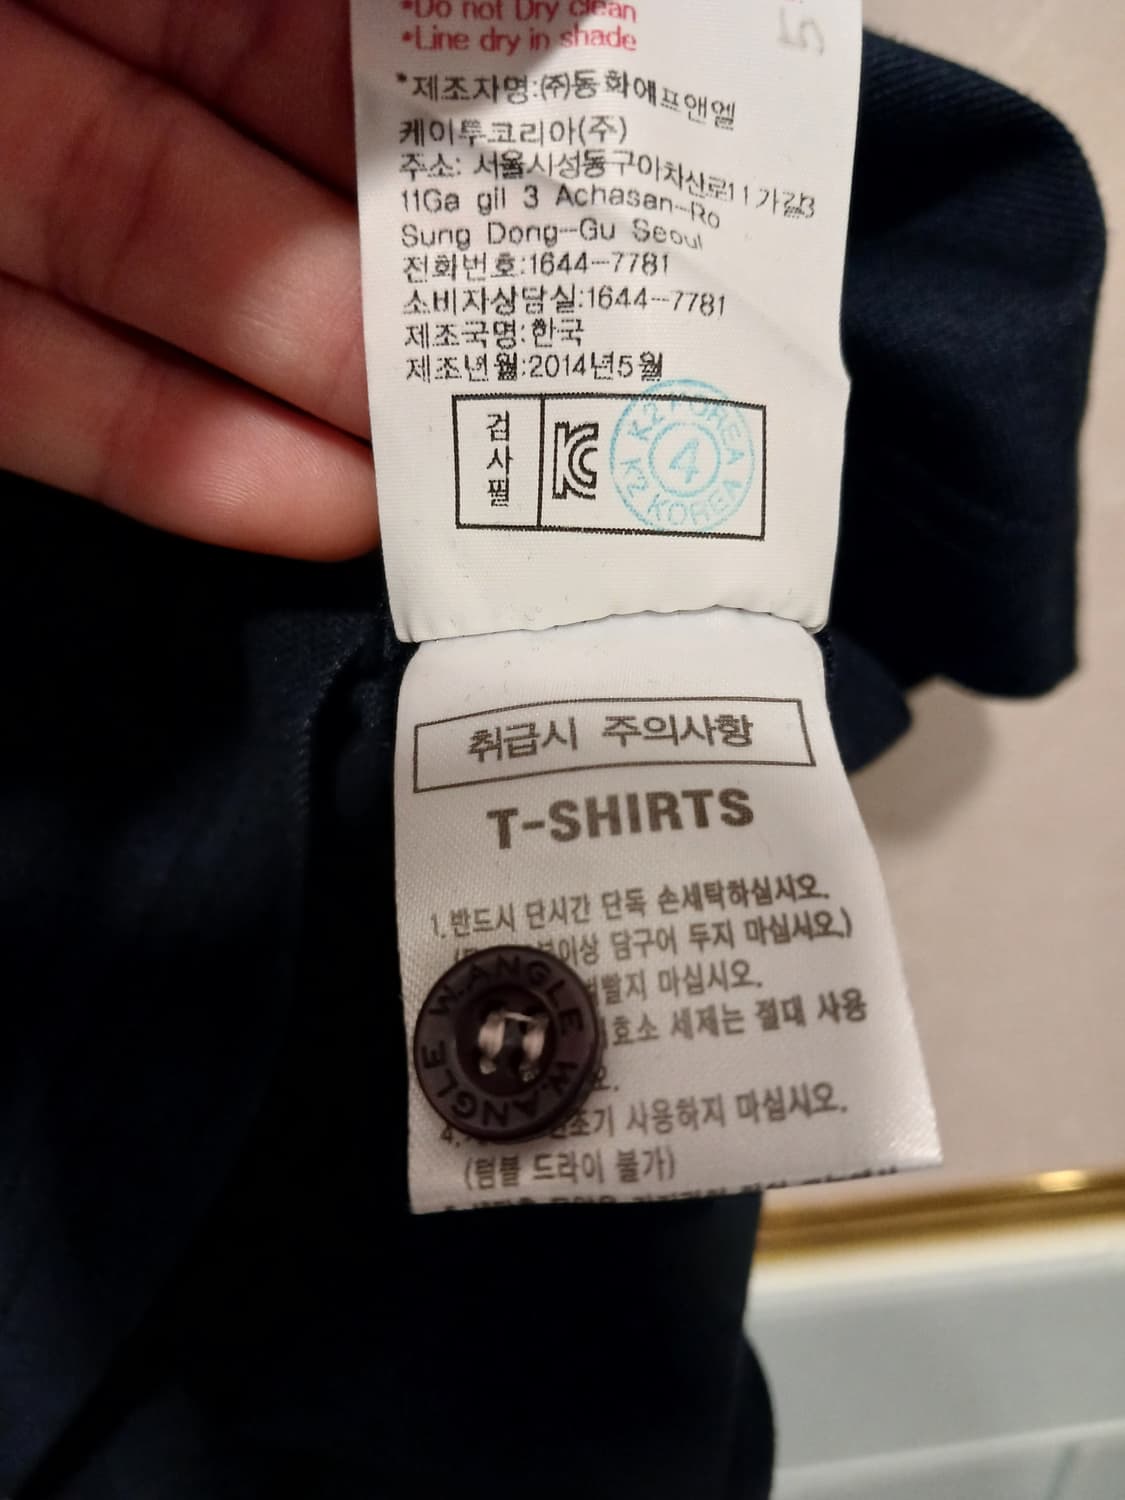 *Do not Dry clean
*Line dry in shade
*제조자명:㈜동화에프앤엘
케이투코리아(주)
주소: 서울시성동구아차산로11가길3
11Ga gil 3 Achasan-Ro
Sung Dong-Gu Seoul
전화번호:1644-7781
소비자상담실:1644-7781
제조국명:한국
제조년월:2014년5월
검사필
KC
K2 KOREA
4
K2 KOREA
취급시 주의사항
T-SHIRTS
1.반드시 단시간 단독 손세탁하십시오.
담구어 두지 마십시오.)
마십시오.
세제는 절대 사용
4.
사용하지 마십시오.
(텀블 드라이 불가)
W.ANGLE W.ANGLE